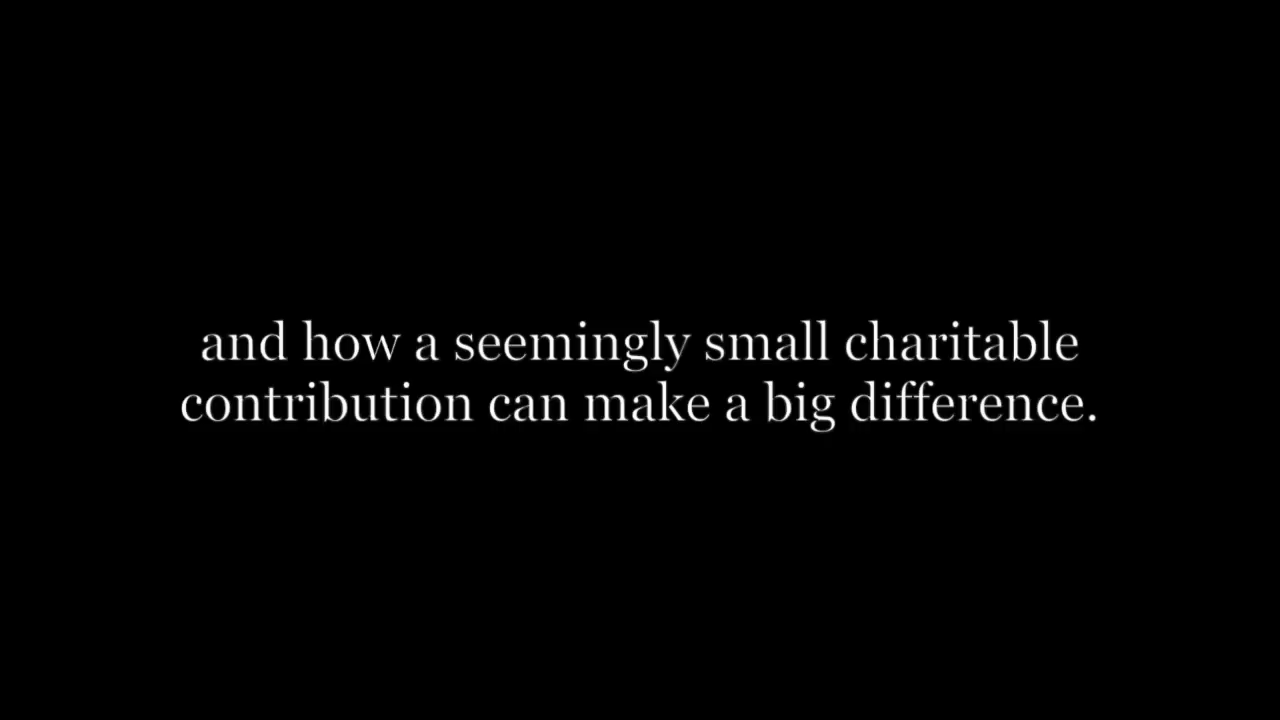 and how a seemingly small charitable
contribution can make a big difference.